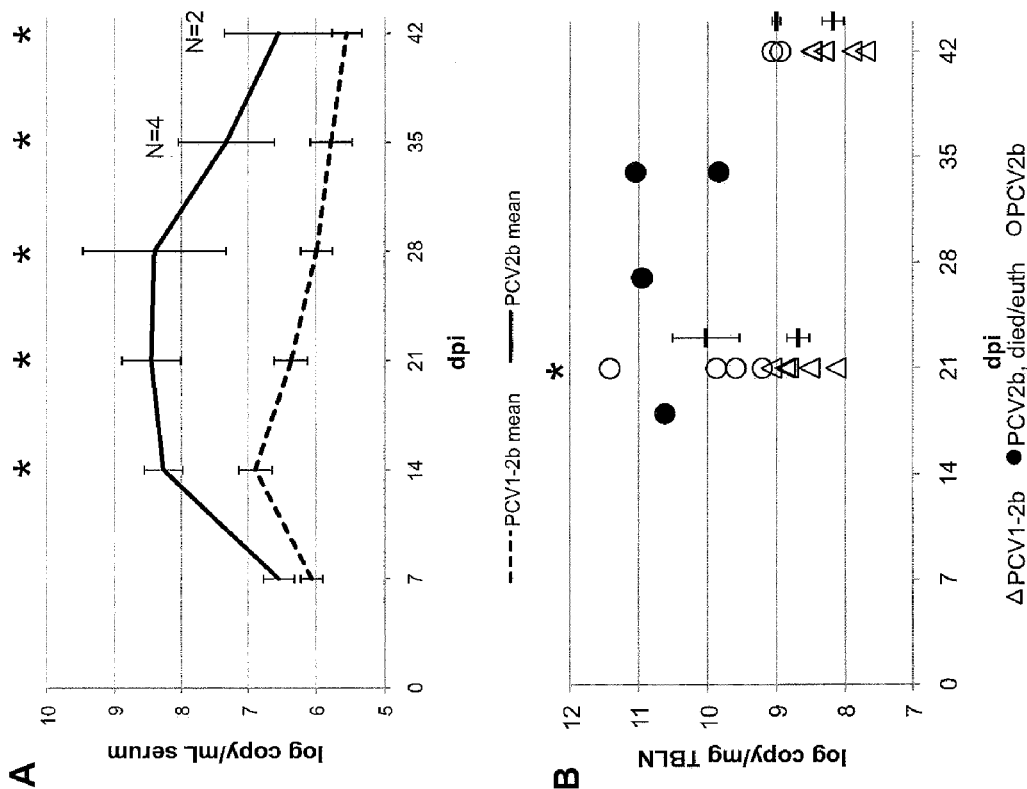 A
log copy/mL serum
10
9
8
7
6
5
* * * * *
N=4
N=2
0 7 14 21 28 35 42
dpi
PCV1-2b mean PCV2b mean
B
log copy/mg TBLN
12
11
10
9
8
7
*
0 7 14 21 28 35 42
dpi
PCV1-2b PCV2b, died/euth PCV2b